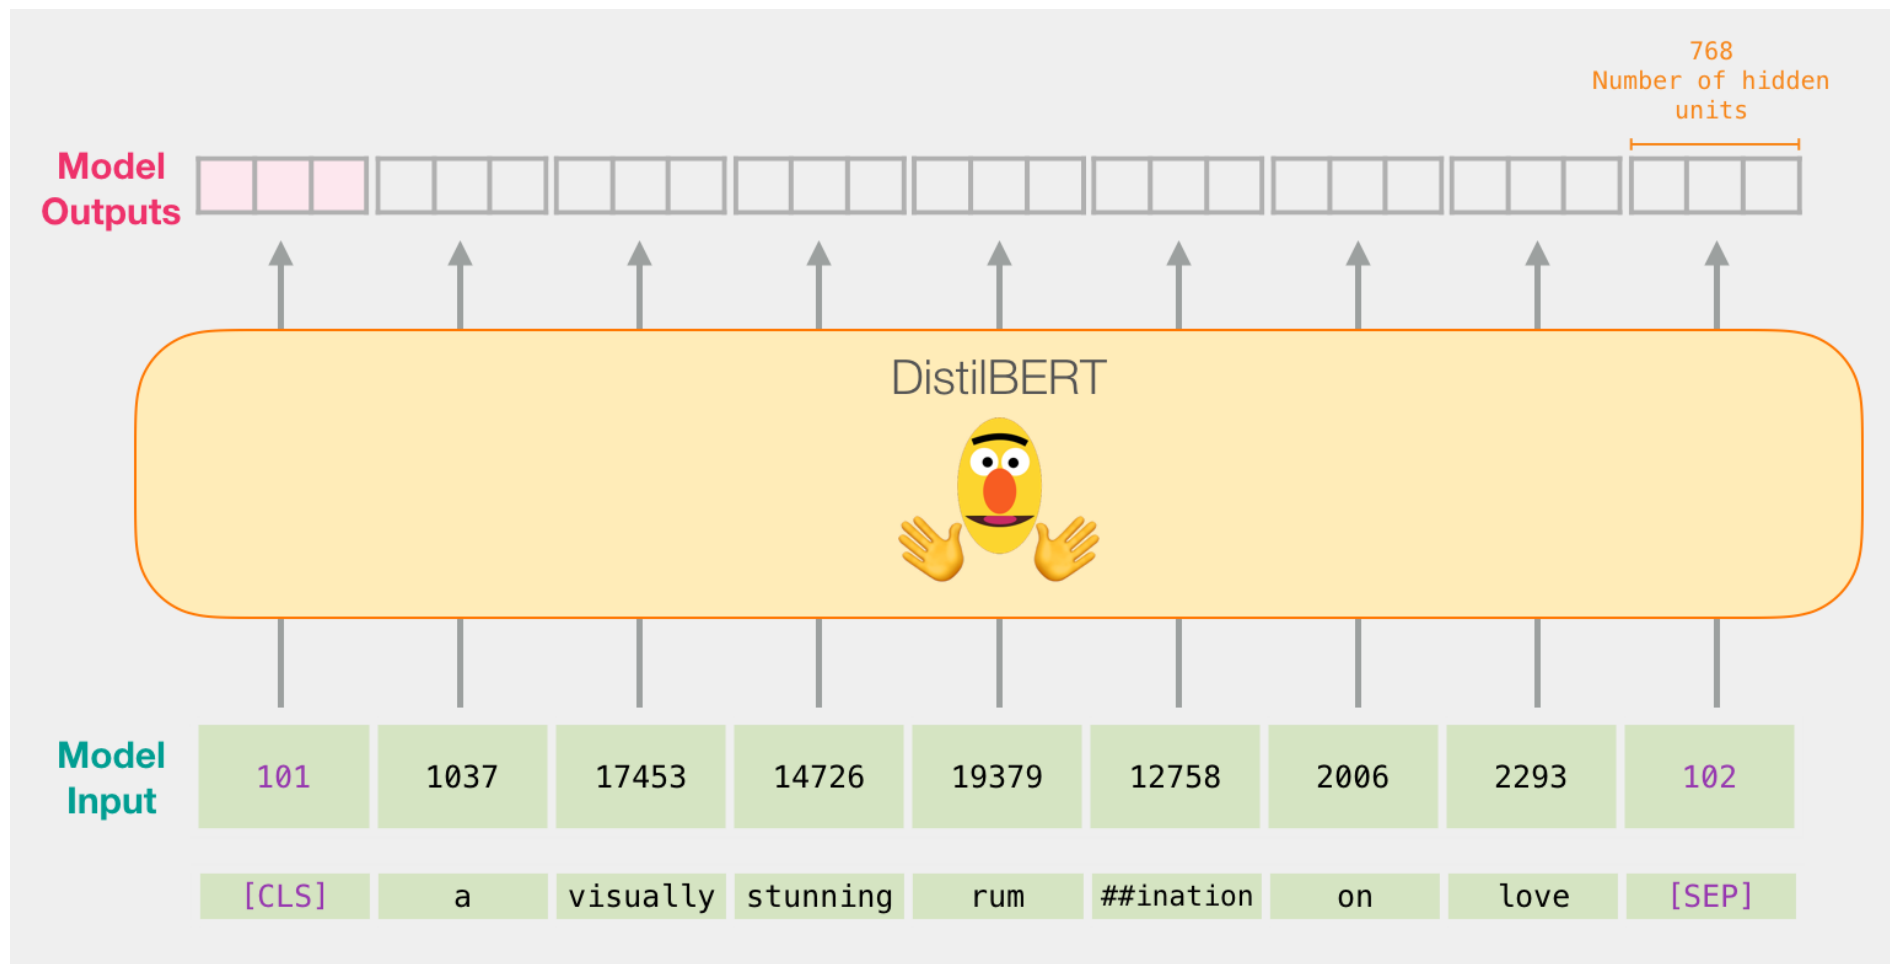 768
Number of hidden
units
Model
Outputs
DistilBERT
Model
Input
101 1037 17453 14726 19379 12758 2006 2293 102
[CLS] a visually stunning rum ##ination on love [SEP]